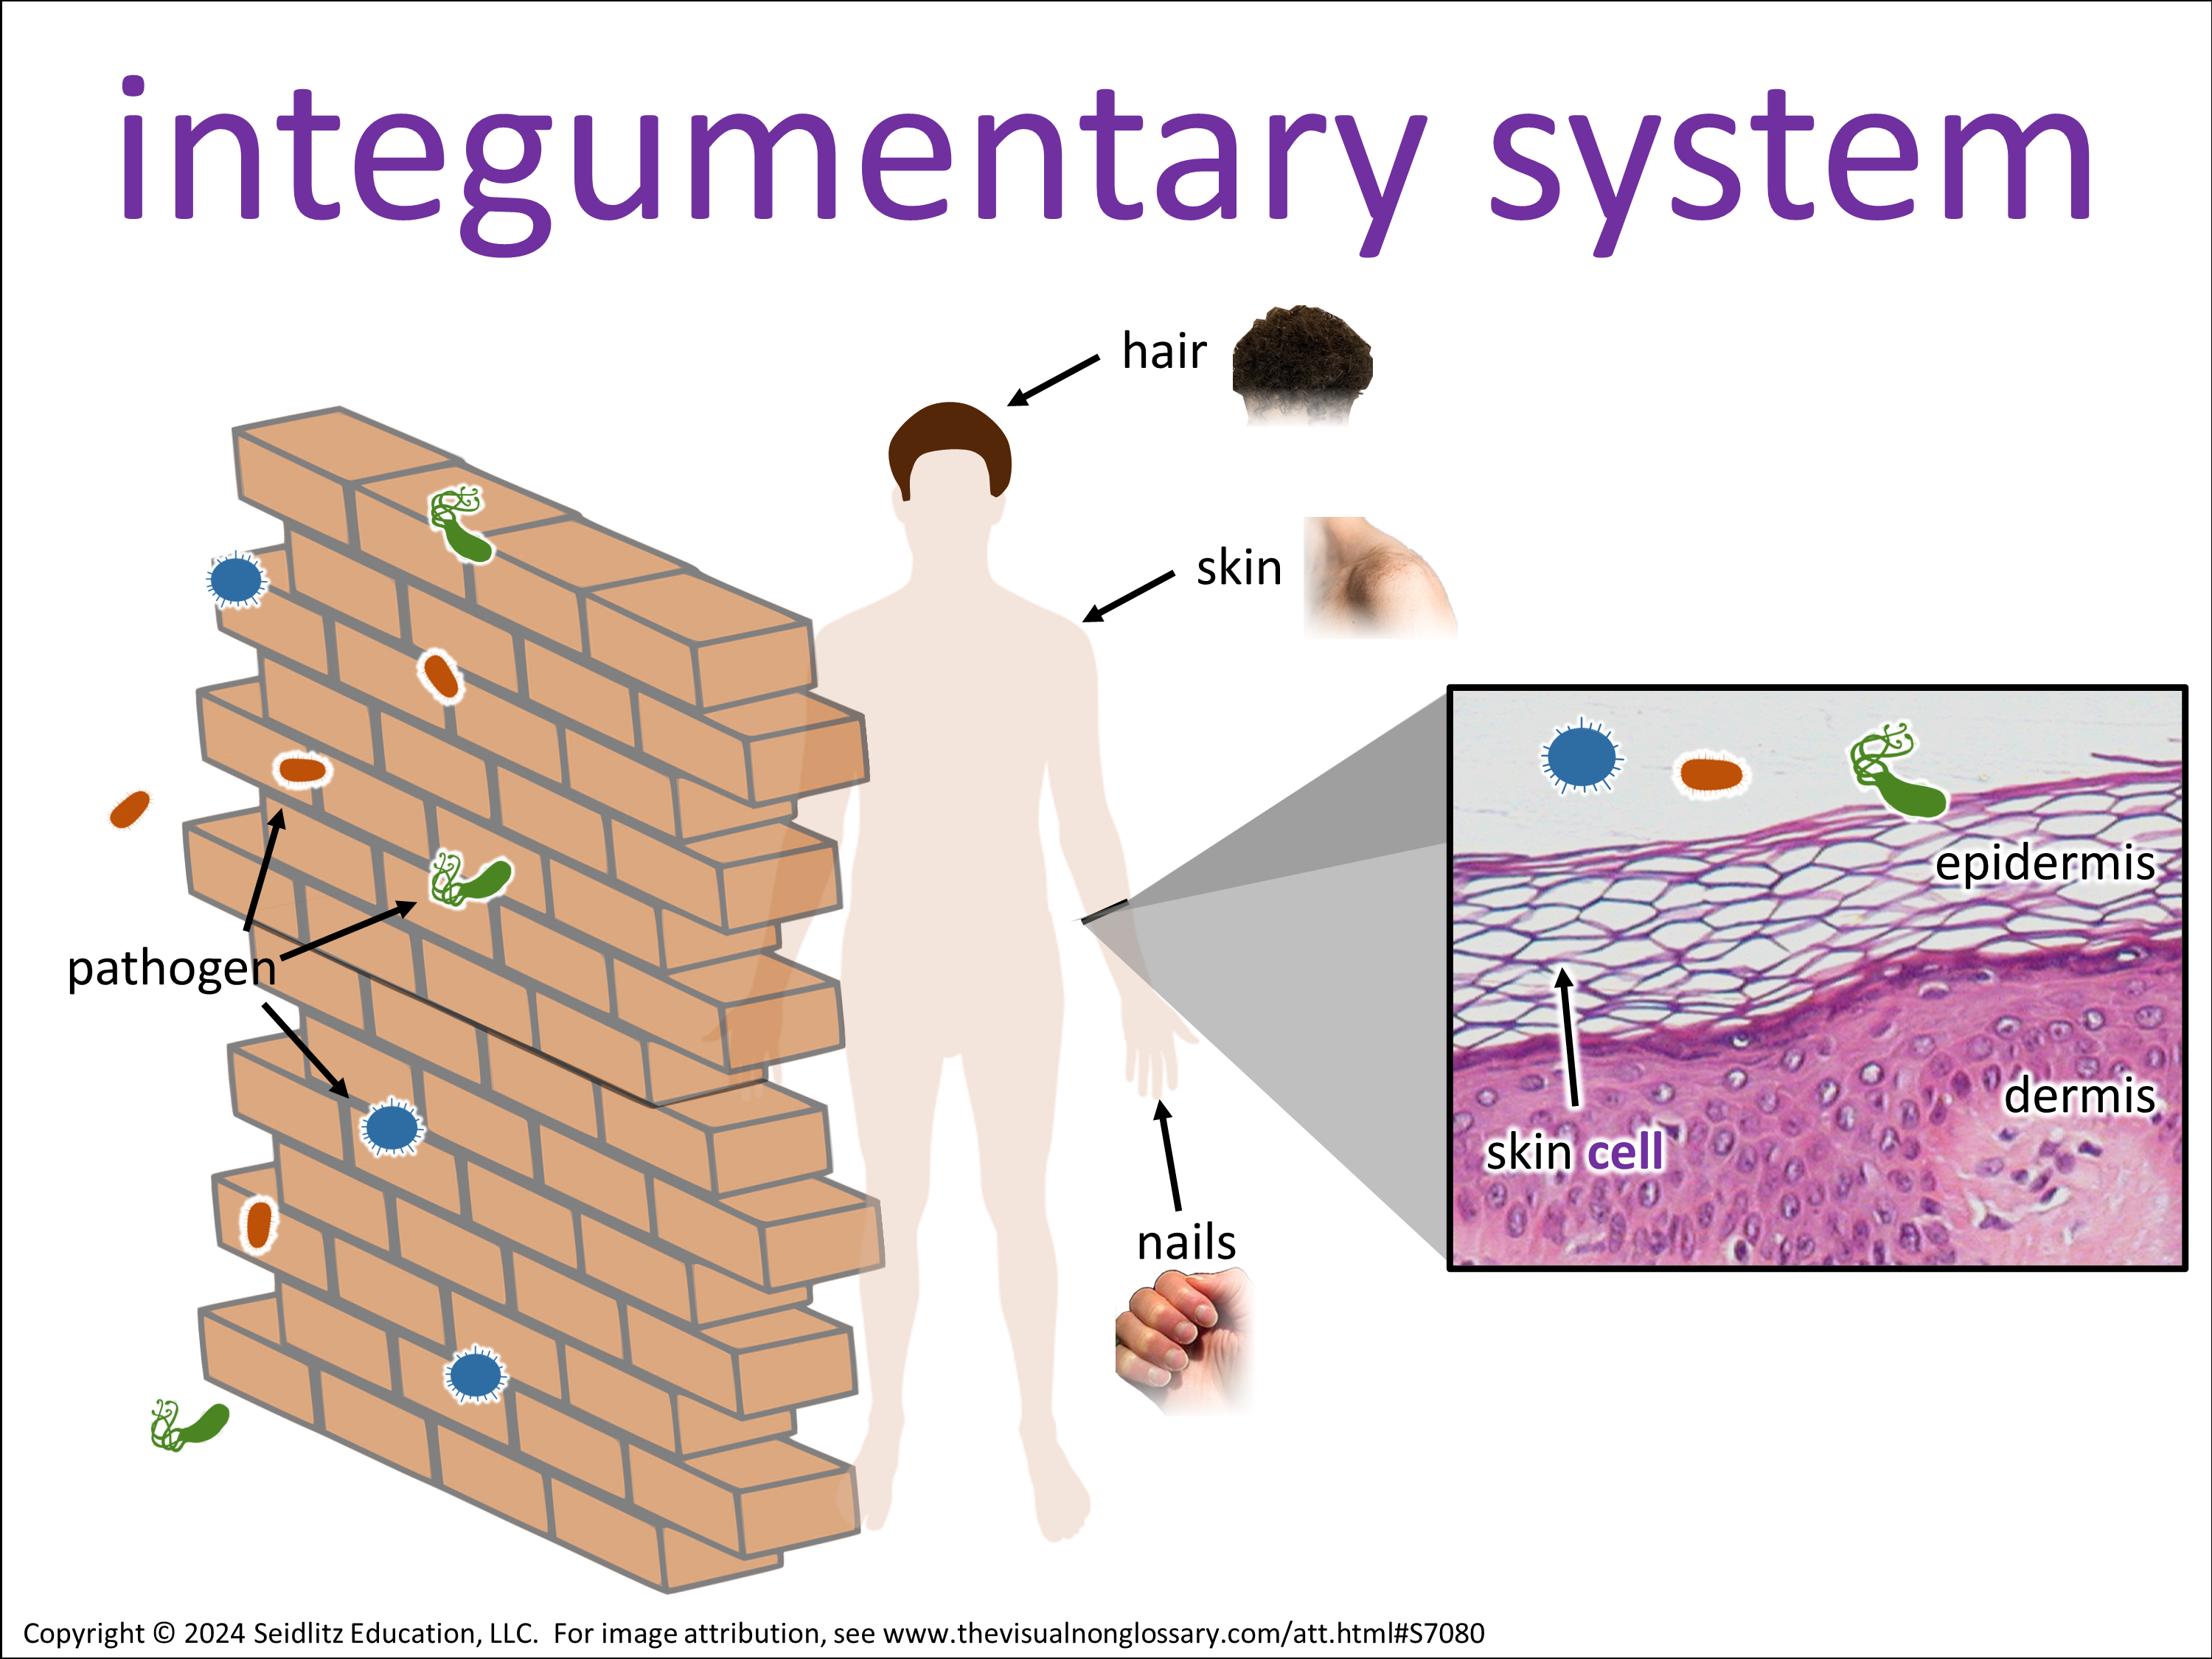 integumentary system
hair
skin
epidermis
pathogen
dermis
skin cell
nails
Copyright © 2024 Seidlitz Education, LLC.  For image attribution, see www.thevisualnonglossary.com/att.html#S7080